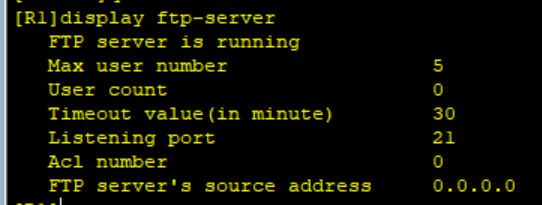 [R1]display ftp-server
   FTP server is running
   Max user number                 5
   User count                      0
   Timeout value(in minute)        30
   Listening port                  21
   Acl number                      0
   FTP server's source address     0.0.0.0